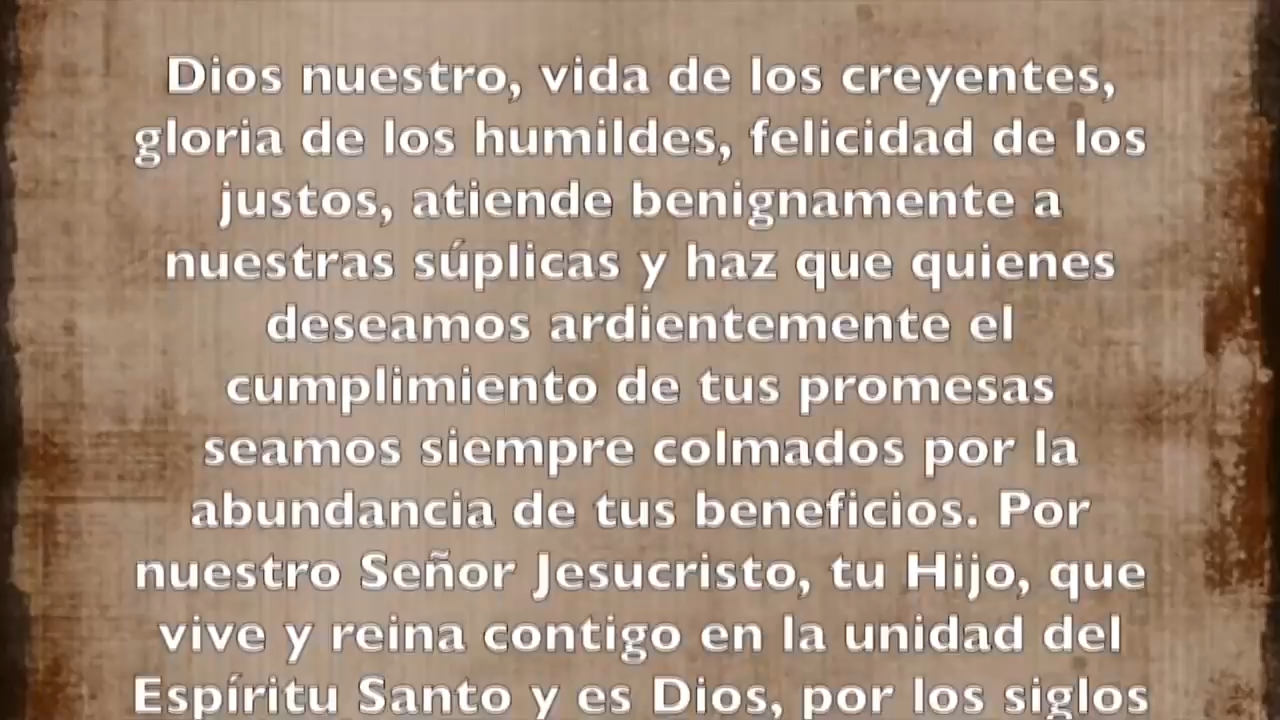 Dios nuestro, vida de los creyentes,
gloria de los humildes, felicidad de los
justos, atiende benignamente a
nuestras súplicas y haz que quienes
deseamos ardientemente el
cumplimiento de tus promesas
seamos siempre colmados por la
abundancia de tus beneficios. Por
nuestro Señor Jesucristo, tu Hijo, que
vive y reina contigo en la unidad del
Espíritu Santo y es Dios, por los siglos